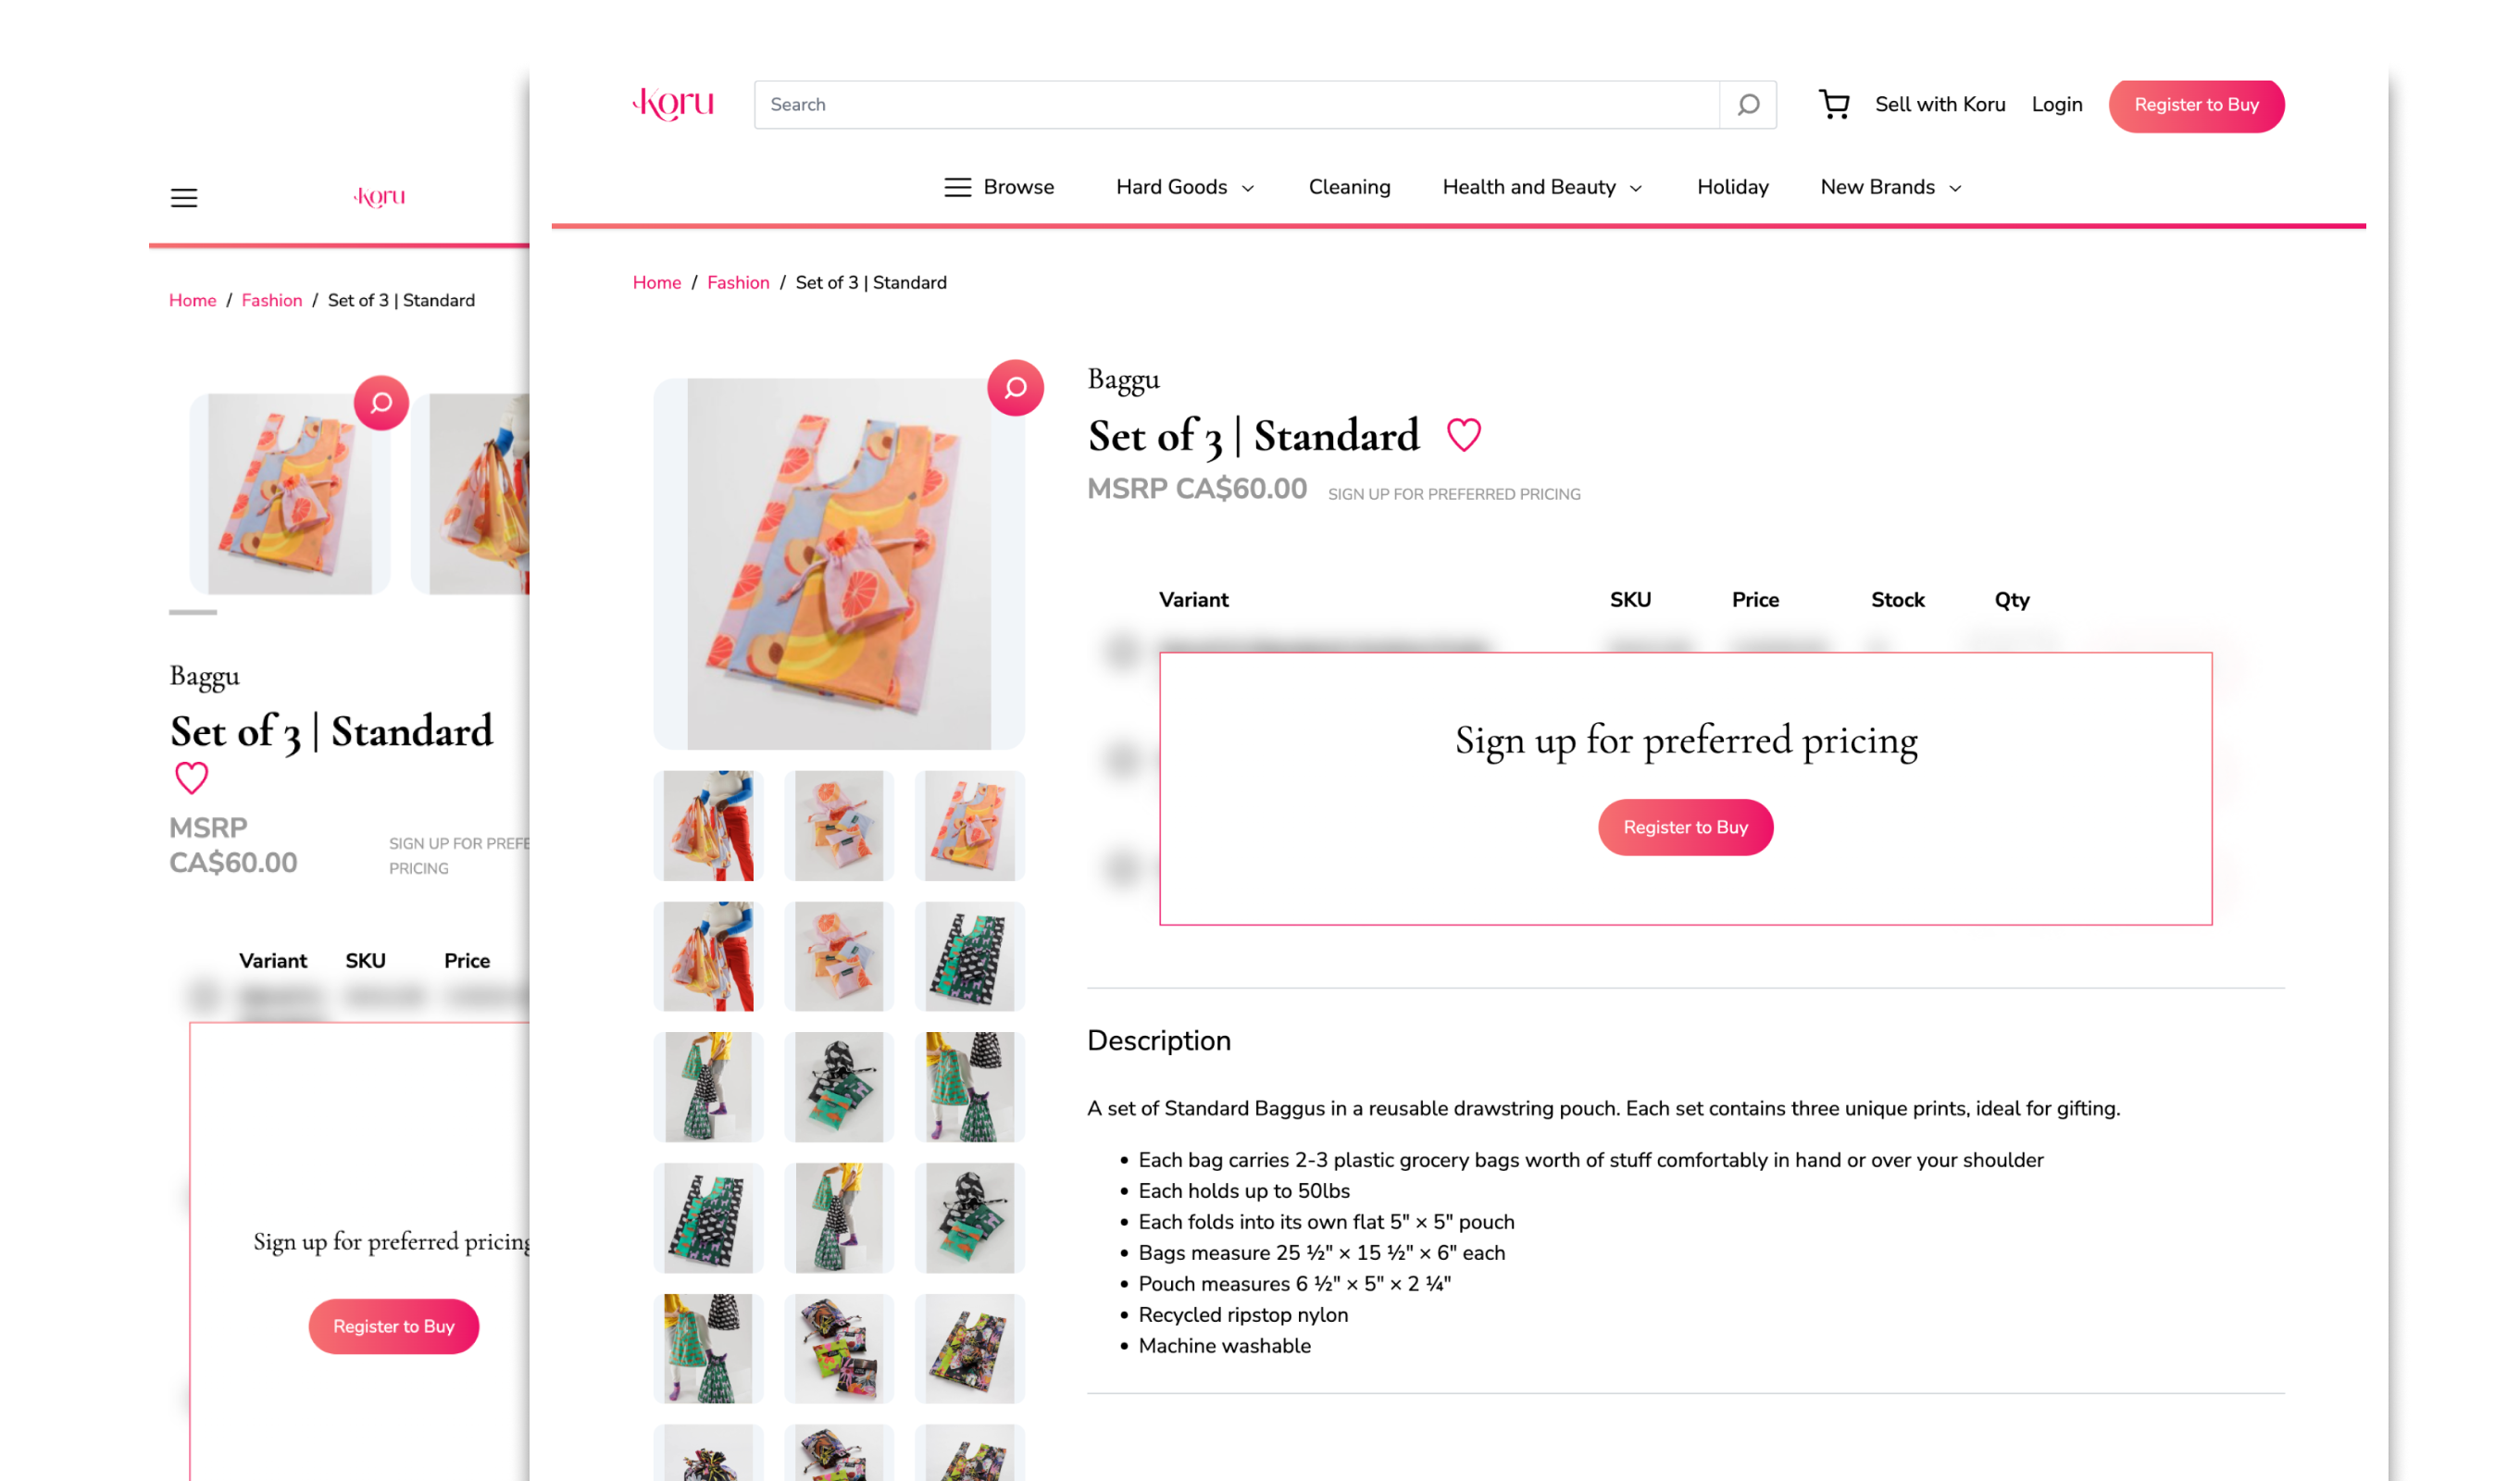 Koru
Home / Fashion / Set of 3 | Standard
Baggu
Set of 3 | Standard
MSRP
CA$60.00
SIGN UP FOR PREFE
PRICING
Variant SKU Price
Sign up for preferred pricing
Register to Buy
Koru
Search
Sell with Koru
Login
Register to Buy
Browse
Hard Goods
Cleaning
Health and Beauty
Holiday
New Brands
Home / Fashion / Set of 3 | Standard
Baggu
Set of 3 | Standard
MSRP CA$60.00 SIGN UP FOR PREFERRED PRICING
Variant SKU Price Stock Qty
Sign up for preferred pricing
Register to Buy
Description
A set of Standard Baggus in a reusable drawstring pouch. Each set contains three unique prints, ideal for gifting.
• Each bag carries 2-3 plastic grocery bags worth of stuff comfortably in hand or over your shoulder
• Each holds up to 50lbs
• Each folds into its own flat 5" × 5" pouch
• Bags measure 25 ½" × 15 ½" × 6" each
• Pouch measures 6 ½" × 5" × 2 ¼"
• Recycled ripstop nylon
• Machine washable